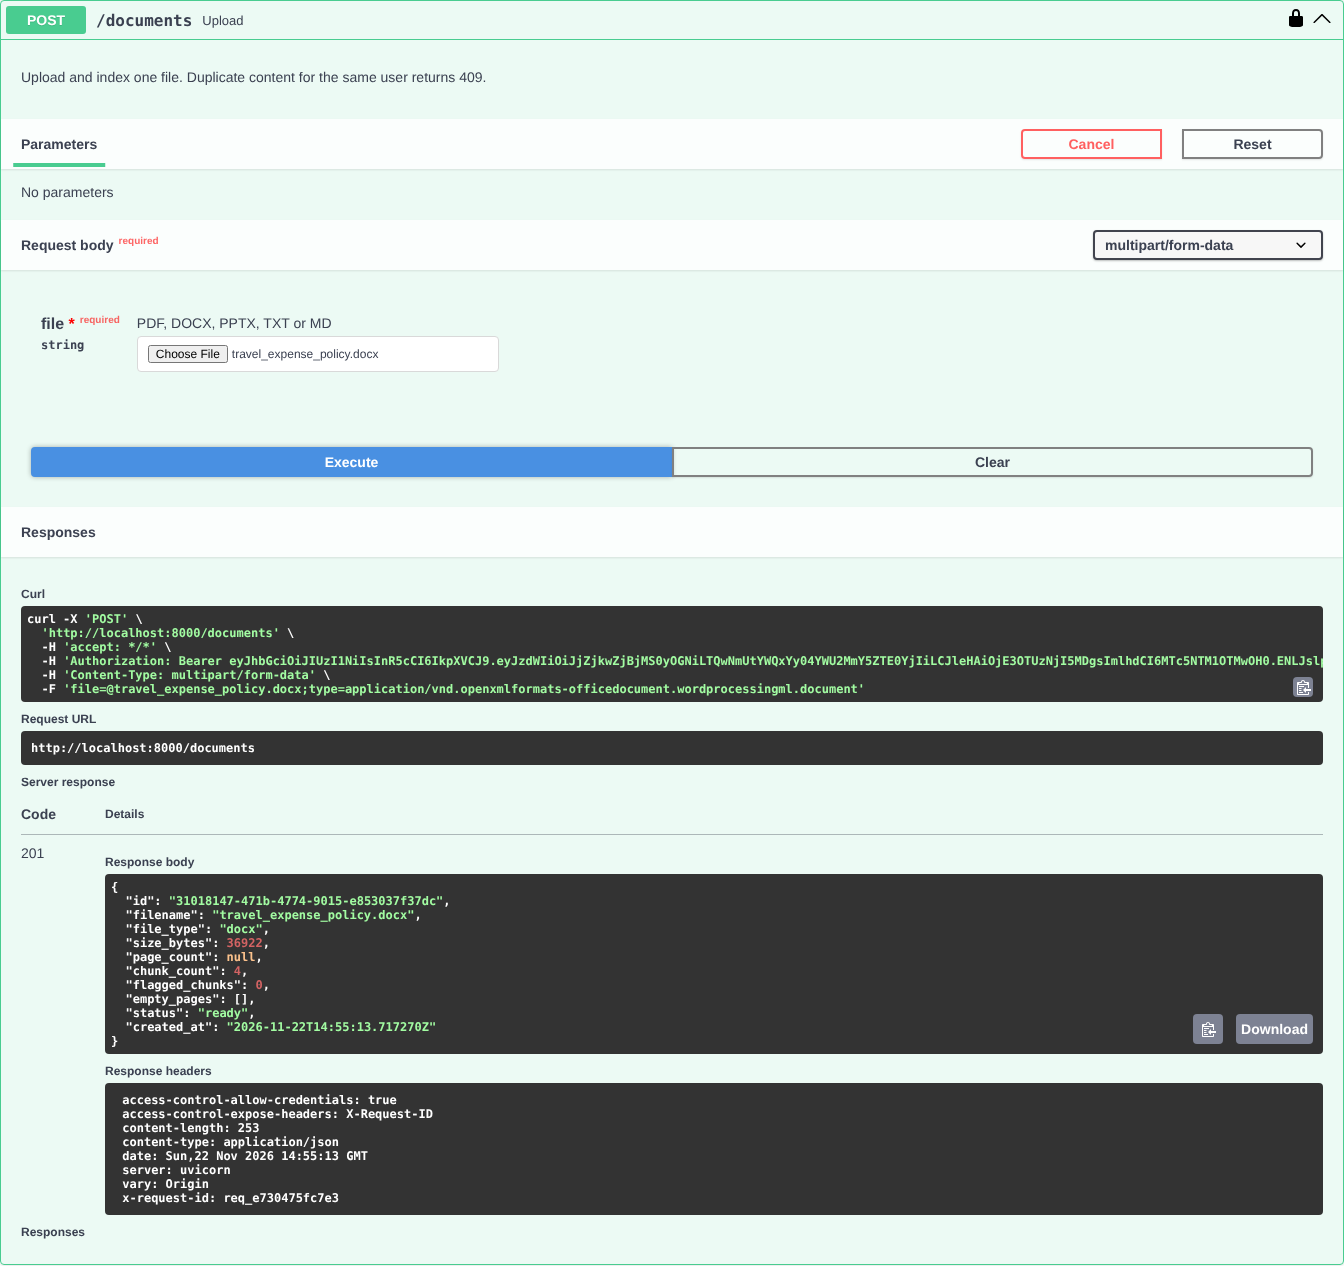 POST /documents Upload
Upload and index one file. Duplicate content for the same user returns 409.
Parameters
Cancel
Reset
No parameters
Request body required
multipart/form-data
file * required
string
PDF, DOCX, PPTX, TXT or MD
Choose File travel_expense_policy.docx
Execute
Clear
Responses
Curl
curl -X 'POST' \
  'http://localhost:8000/documents' \
  -H 'accept: */*' \
  -H 'Authorization: Bearer eyJhbGciOiJIUzI1NiIsInR5cCI6IkpXVCJ9.eyJzdWIiOiJjZjkwZjBjMS0yOGNiLTQwNmUtYWQxYy04YWU2MmY5ZTE0YjIiLCJleHAiOjE3OTUzNjI5MDgsImlhdCI6MTc5NTM1OTMwOH0.ENLJslp
  -H 'Content-Type: multipart/form-data' \
  -F 'file=@travel_expense_policy.docx;type=application/vnd.openxmlformats-officedocument.wordprocessingml.document'
Request URL
http://localhost:8000/documents
Server response
Code Details
201
Response body
{
  "id": "31018147-471b-4774-9015-e853037f37dc",
  "filename": "travel_expense_policy.docx",
  "file_type": "docx",
  "size_bytes": 36922,
  "page_count": null,
  "chunk_count": 4,
  "flagged_chunks": 0,
  "empty_pages": [],
  "status": "ready",
  "created_at": "2026-11-22T14:55:13.717270Z"
}
Download
Response headers
access-control-allow-credentials: true
access-control-expose-headers: X-Request-ID
content-length: 253
content-type: application/json
date: Sun,22 Nov 2026 14:55:13 GMT
server: uvicorn
vary: Origin
x-request-id: req_e730475fc7e3
Responses